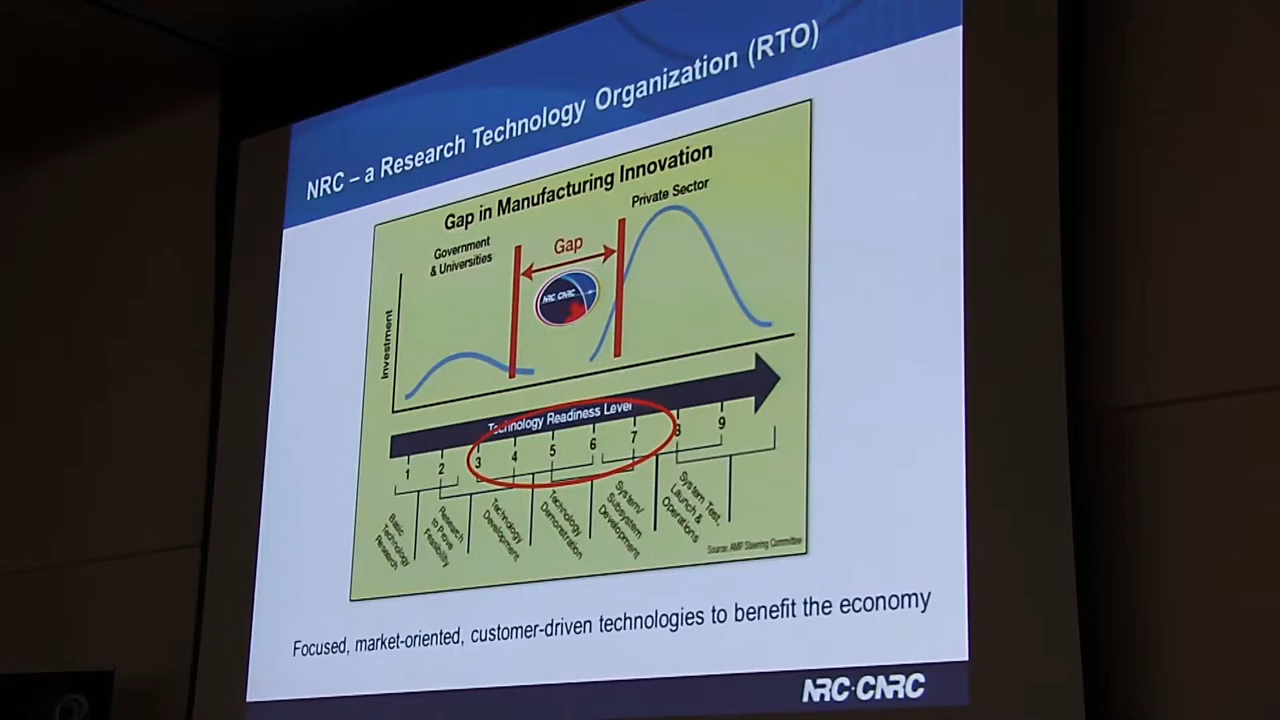 NRC – a Research Technology Organization (RTO)
Gap in Manufacturing Innovation
Government
& Universities
Gap
Private Sector
NRC·CNRC
Investment
Technology Readiness Level
1 2 3 4 5 6 7 8 9
Basic
Technology
Research
Research
to Prove
Feasibility
Technology
Development
Technology
Demonstration
System/
Subsystem
Development
System Test,
Launch &
Operations
Source: AMP Steering Committee
Focused, market-oriented, customer-driven technologies to benefit the economy
NRC·CNRC